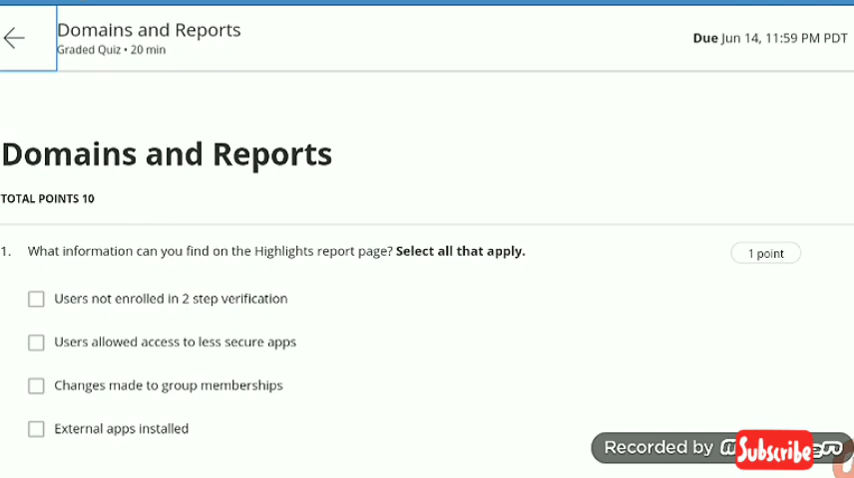 Domains and Reports
Graded Quiz • 20 min
Due Jun 14, 11:59 PM PDT
Domains and Reports
TOTAL POINTS 10
1. What information can you find on the Highlights report page? Select all that apply.
1 point
Users not enrolled in 2 step verification
Users allowed access to less secure apps
Changes made to group memberships
External apps installed
Recorded by
Subscribe